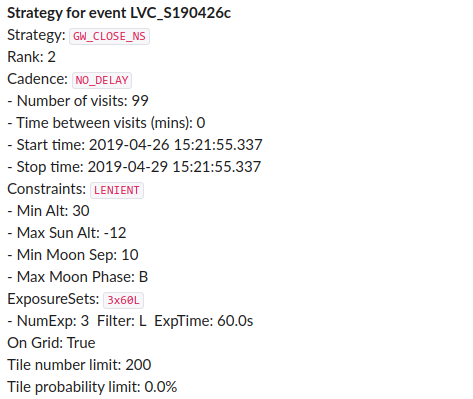 Strategy for event LVC_S190426c
Strategy: GW_CLOSE_NS
Rank: 2
Cadence: NO_DELAY
- Number of visits: 99
- Time between visits (mins): 0
- Start time: 2019-04-26 15:21:55.337
- Stop time: 2019-04-29 15:21:55.337
Constraints: LENIENT
- Min Alt: 30
- Max Sun Alt: -12
- Min Moon Sep: 10
- Max Moon Phase: B
ExposureSets: 3x60L
- NumExp: 3  Filter: L  ExpTime: 60.0s
On Grid: True
Tile number limit: 200
Tile probability limit: 0.0%